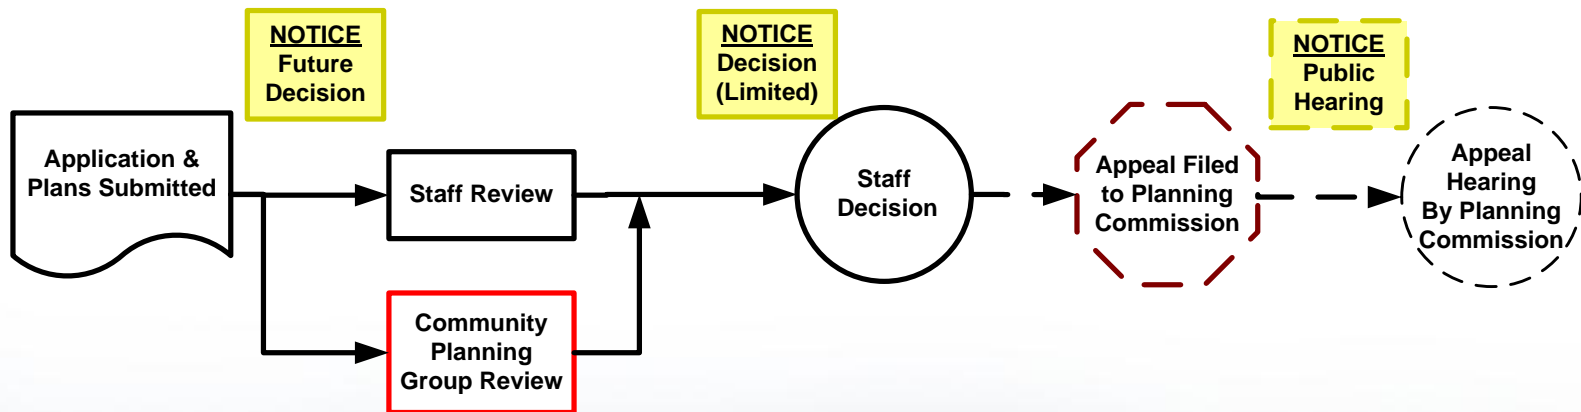 NOTICE
Future
Decision
NOTICE
Decision
(Limited)
NOTICE
Public
Hearing
Application &
Plans Submitted
Staff Review
Community
Planning
Group Review
Staff
Decision
Appeal Filed
to Planning
Commission
Appeal
Hearing
By Planning
Commission